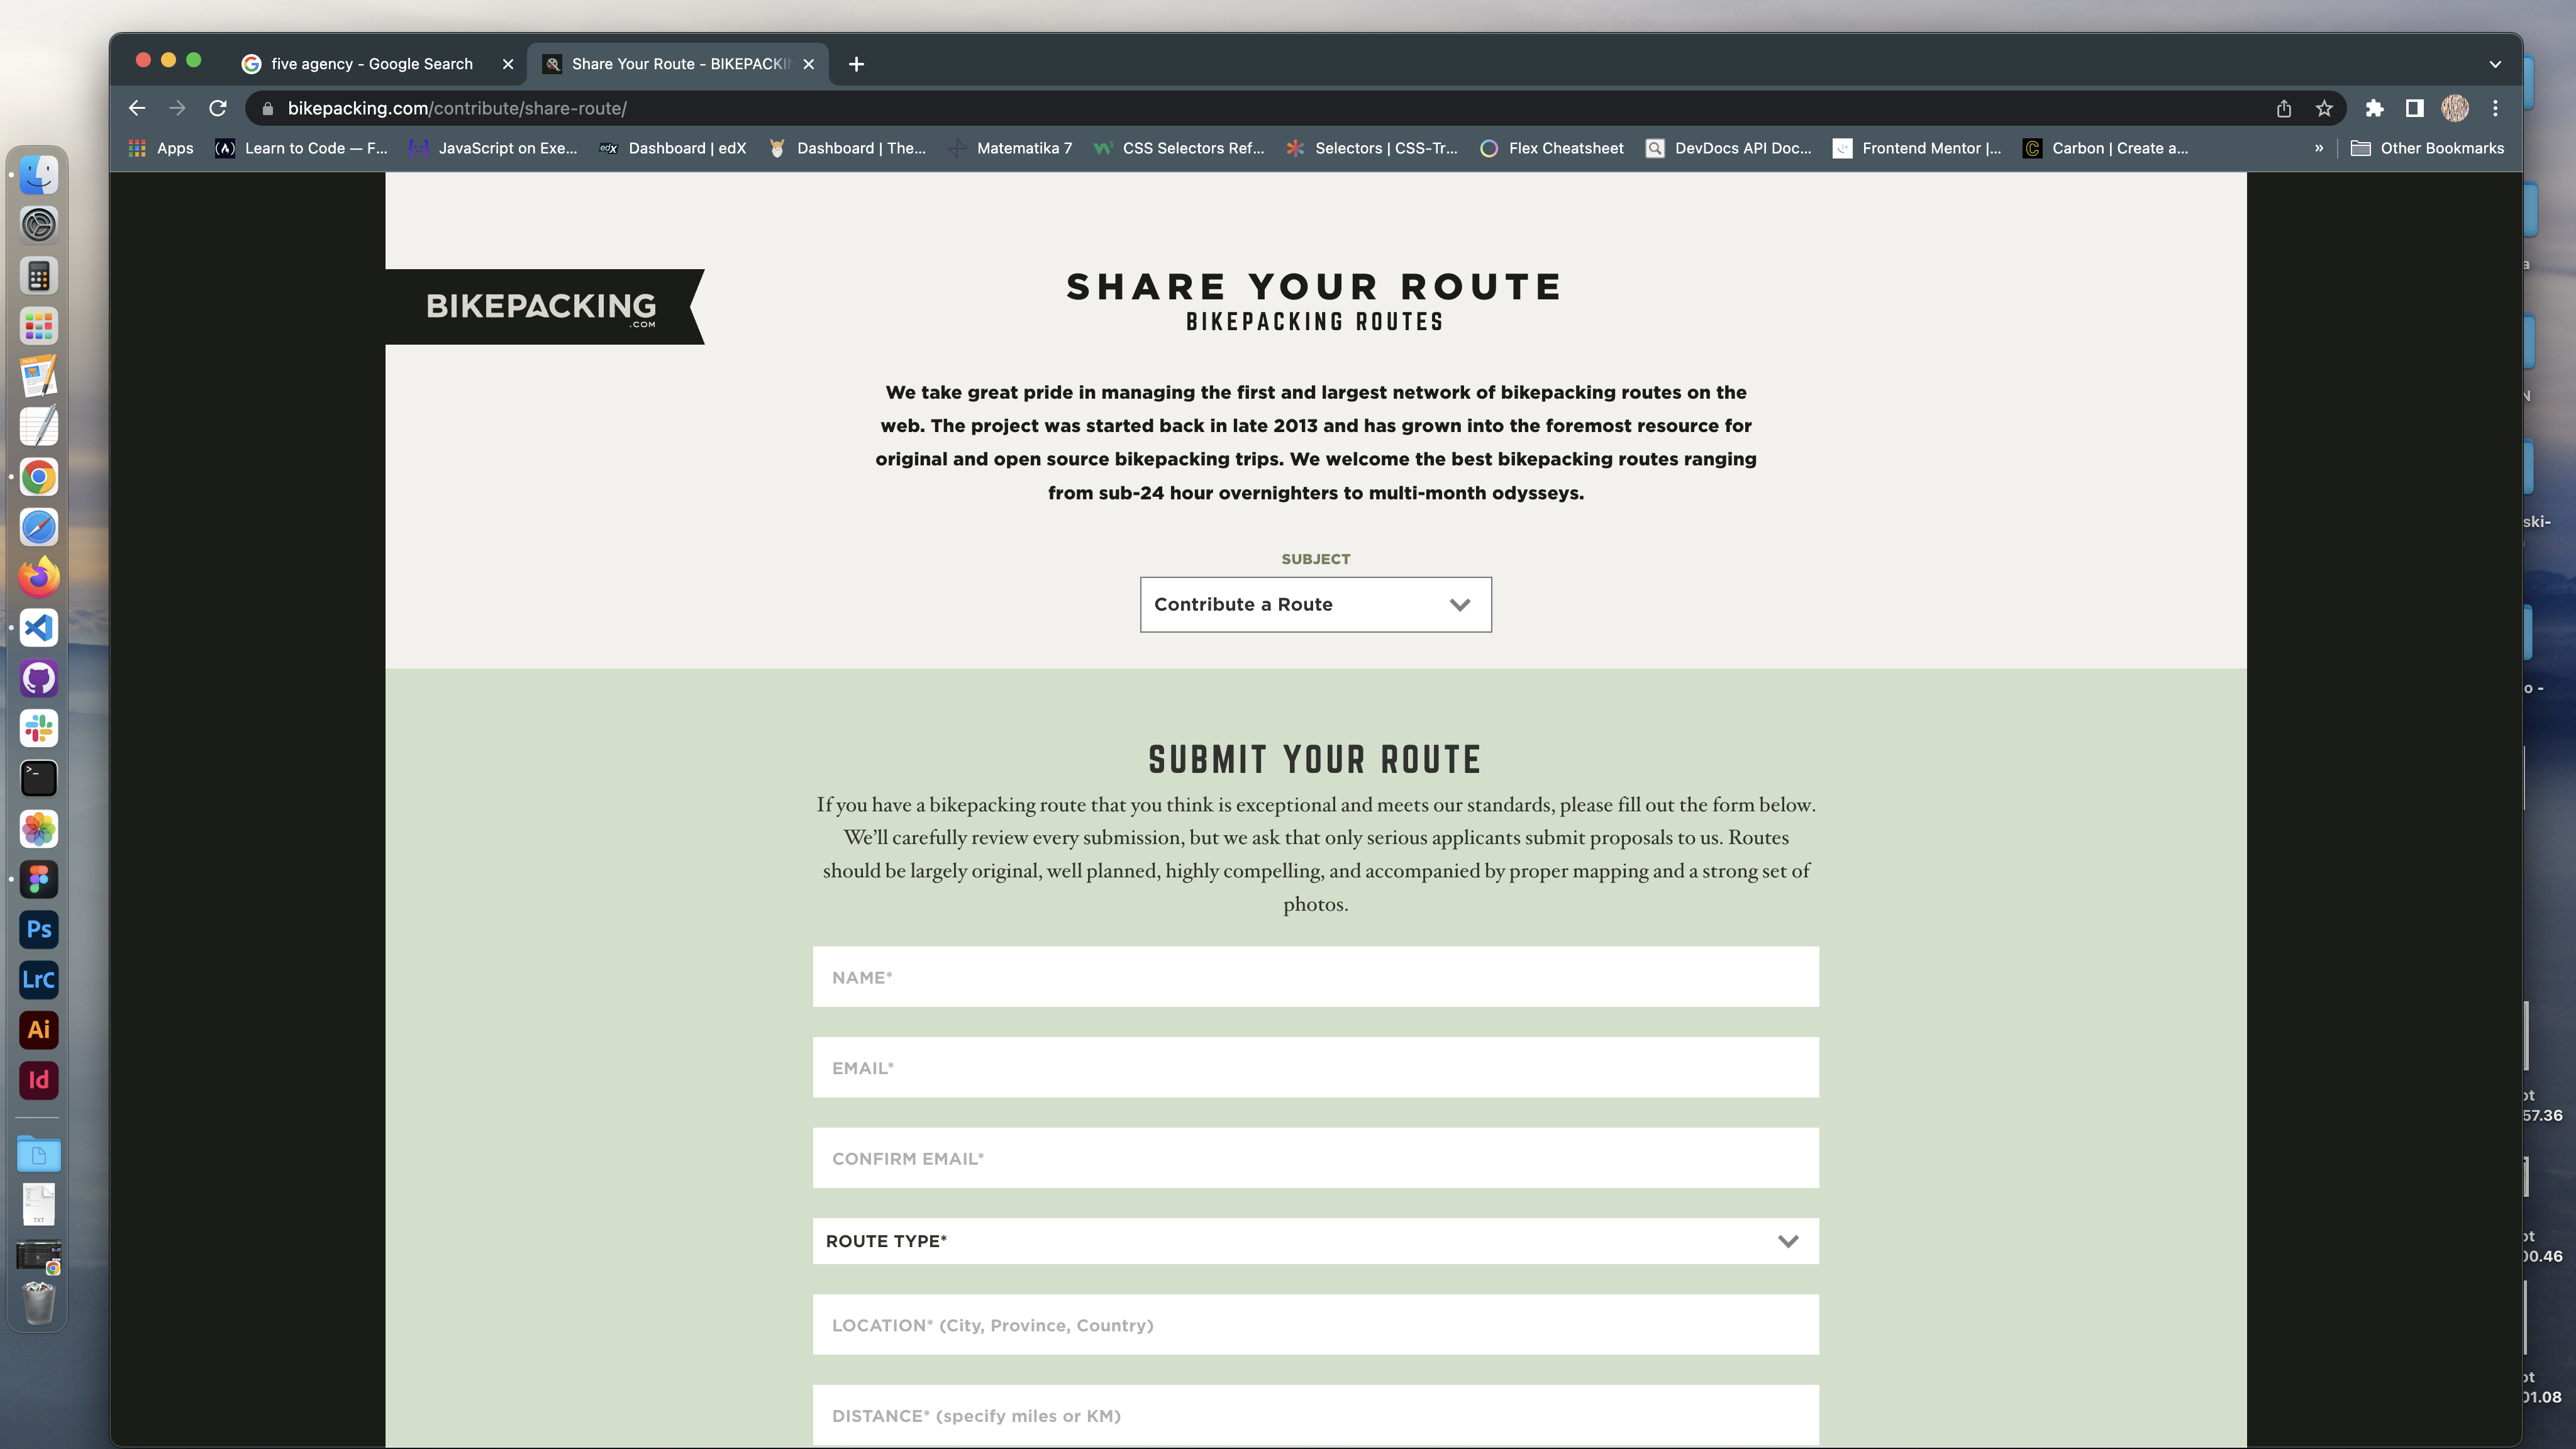 five agency - Google Search
Share Your Route - BIKEPACKI
bikepacking.com/contribute/share-route/
Apps
Learn to Code — F...
JavaScript on Exe...
edX
Dashboard | edX
Dashboard | The...
Matematika 7
CSS Selectors Ref...
Selectors | CSS-Tr...
Flex Cheatsheet
DevDocs API Doc...
Frontend Mentor |...
Carbon | Create a...
»
Other Bookmarks
BIKEPACKING
.COM
SHARE YOUR ROUTE
BIKEPACKING ROUTES
We take great pride in managing the first and largest network of bikepacking routes on the
web. The project was started back in late 2013 and has grown into the foremost resource for
original and open source bikepacking trips. We welcome the best bikepacking routes ranging
from sub-24 hour overnighters to multi-month odysseys.
SUBJECT
Contribute a Route
SUBMIT YOUR ROUTE
If you have a bikepacking route that you think is exceptional and meets our standards, please fill out the form below.
We’ll carefully review every submission, but we ask that only serious applicants submit proposals to us. Routes
should be largely original, well planned, highly compelling, and accompanied by proper mapping and a strong set of
photos.
NAME*
EMAIL*
CONFIRM EMAIL*
ROUTE TYPE*
LOCATION* (City, Province, Country)
DISTANCE* (specify miles or KM)
Ps
LrC
Ai
Id
TXT
ski-
o -
57.36
00.46
01.08